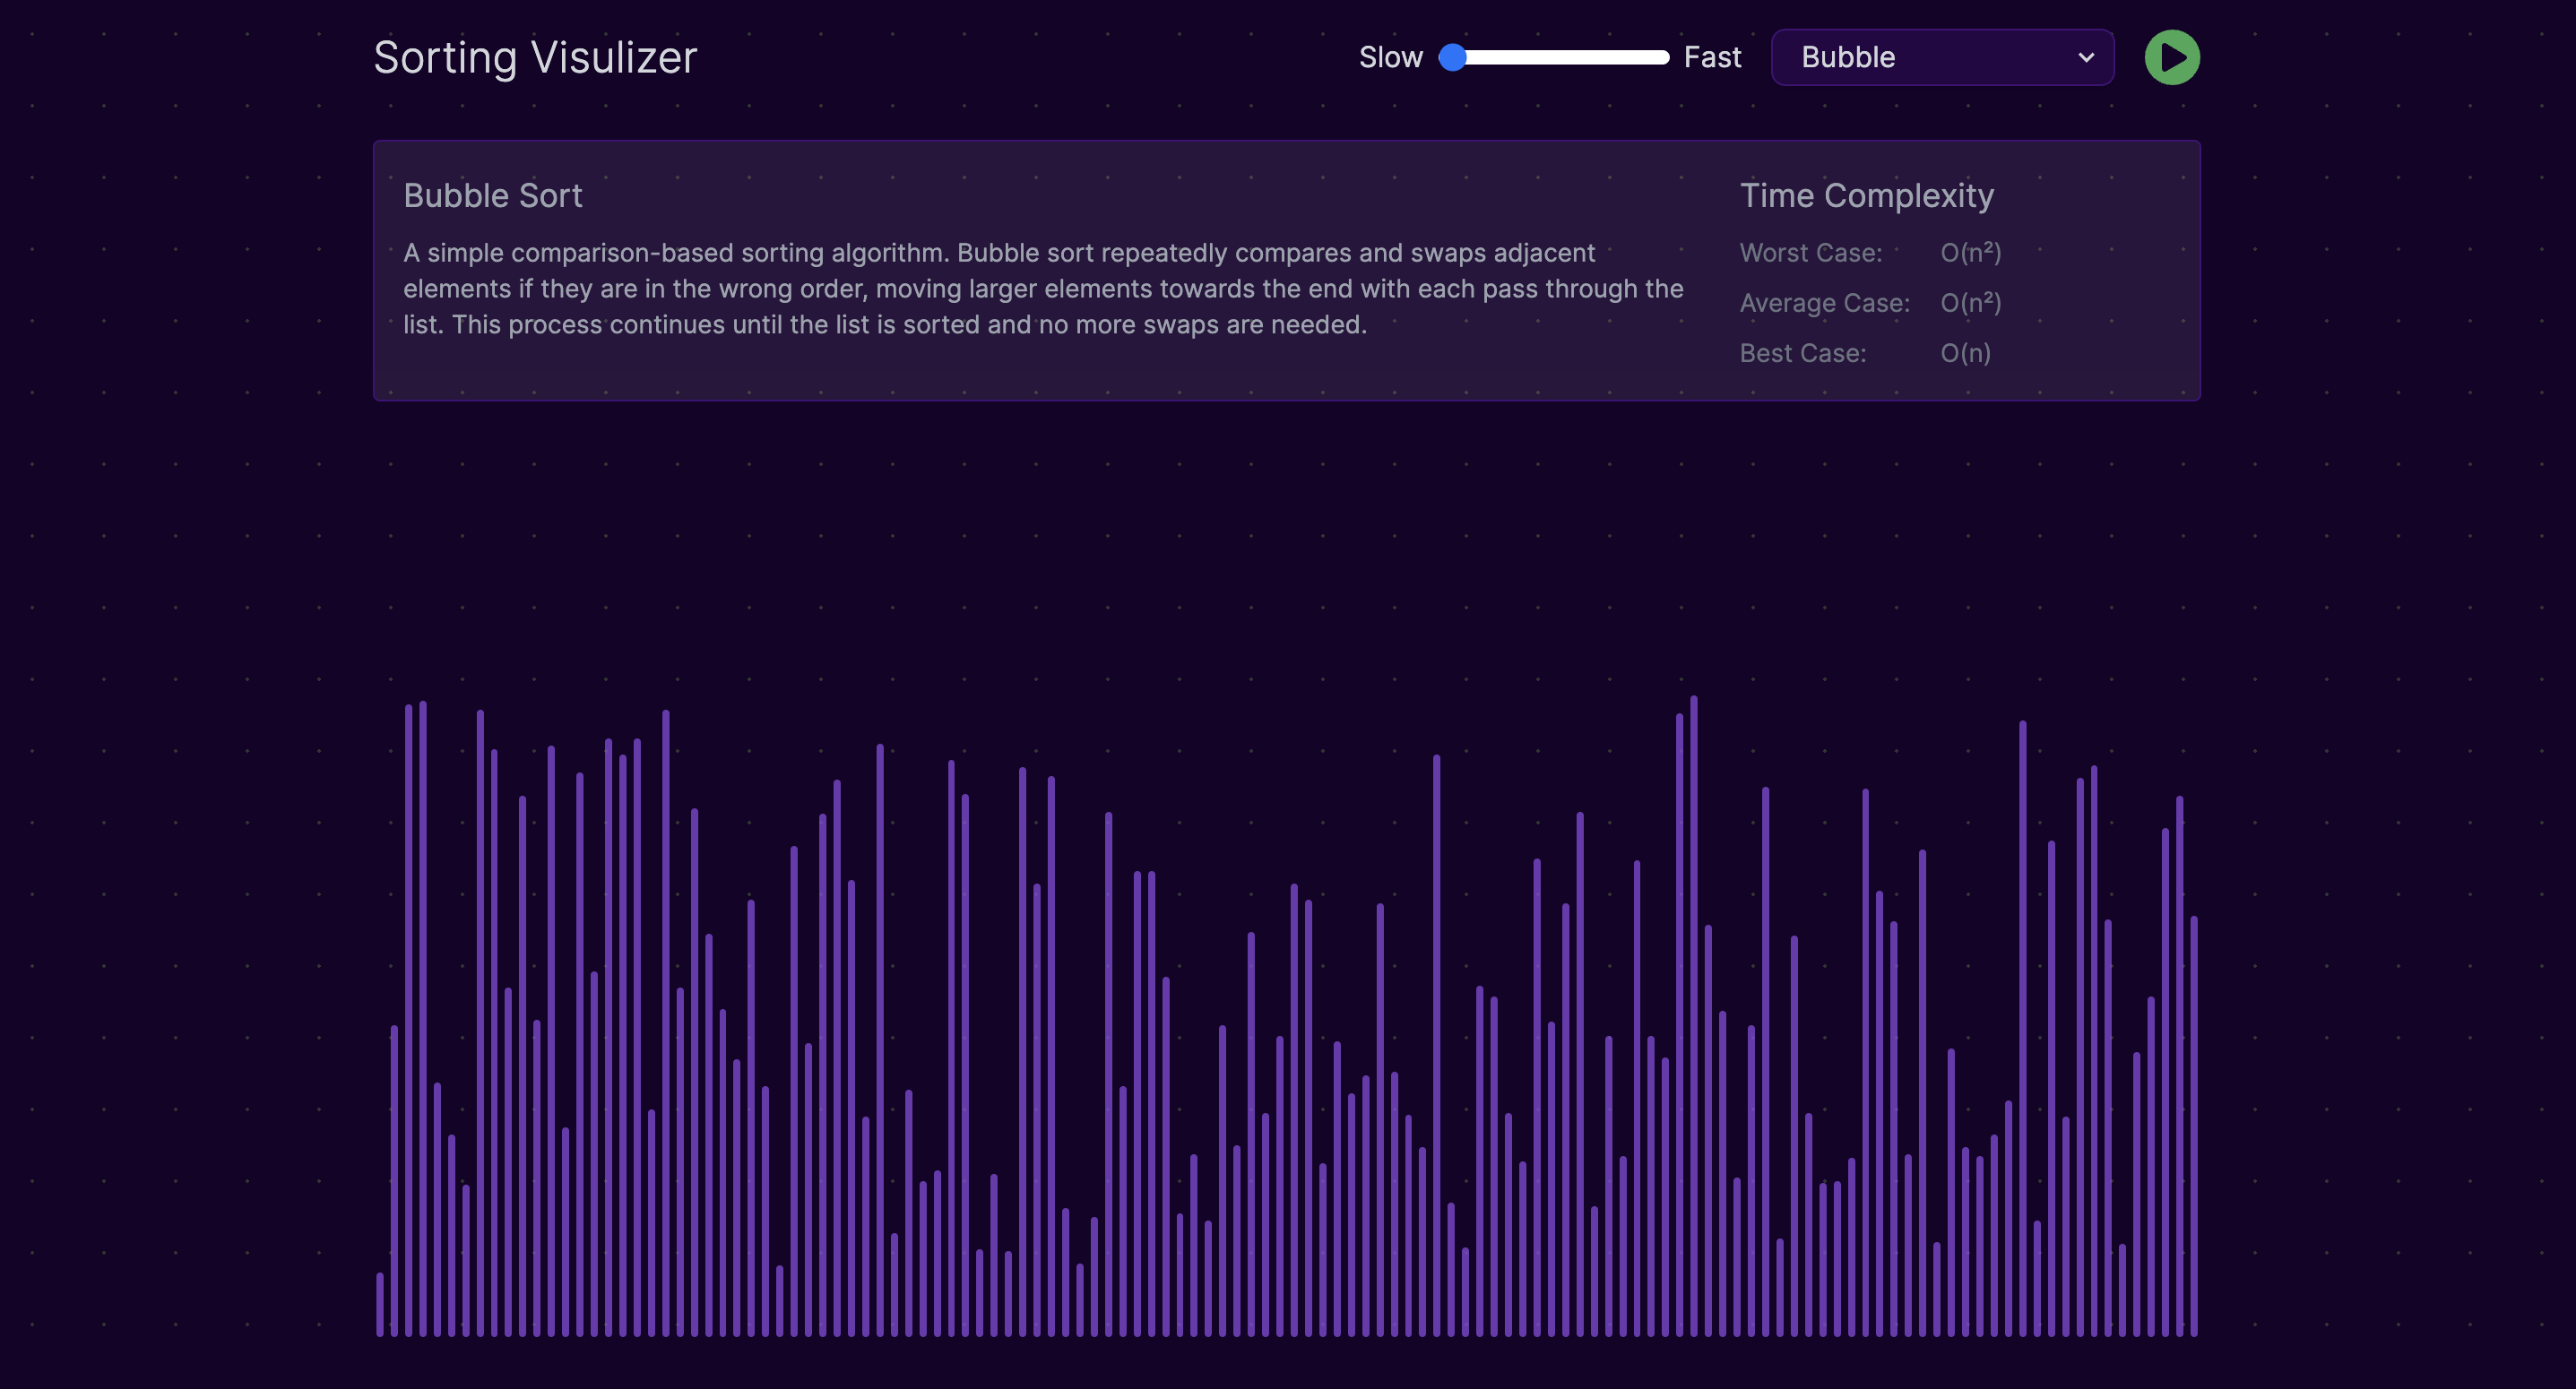 Sorting Visulizer
Slow
Fast
Bubble
Bubble Sort
A simple comparison-based sorting algorithm. Bubble sort repeatedly compares and swaps adjacent
elements if they are in the wrong order, moving larger elements towards the end with each pass through the
list. This process continues until the list is sorted and no more swaps are needed.
Time Complexity
Worst Case: O(n²)
Average Case: O(n²)
Best Case: O(n)